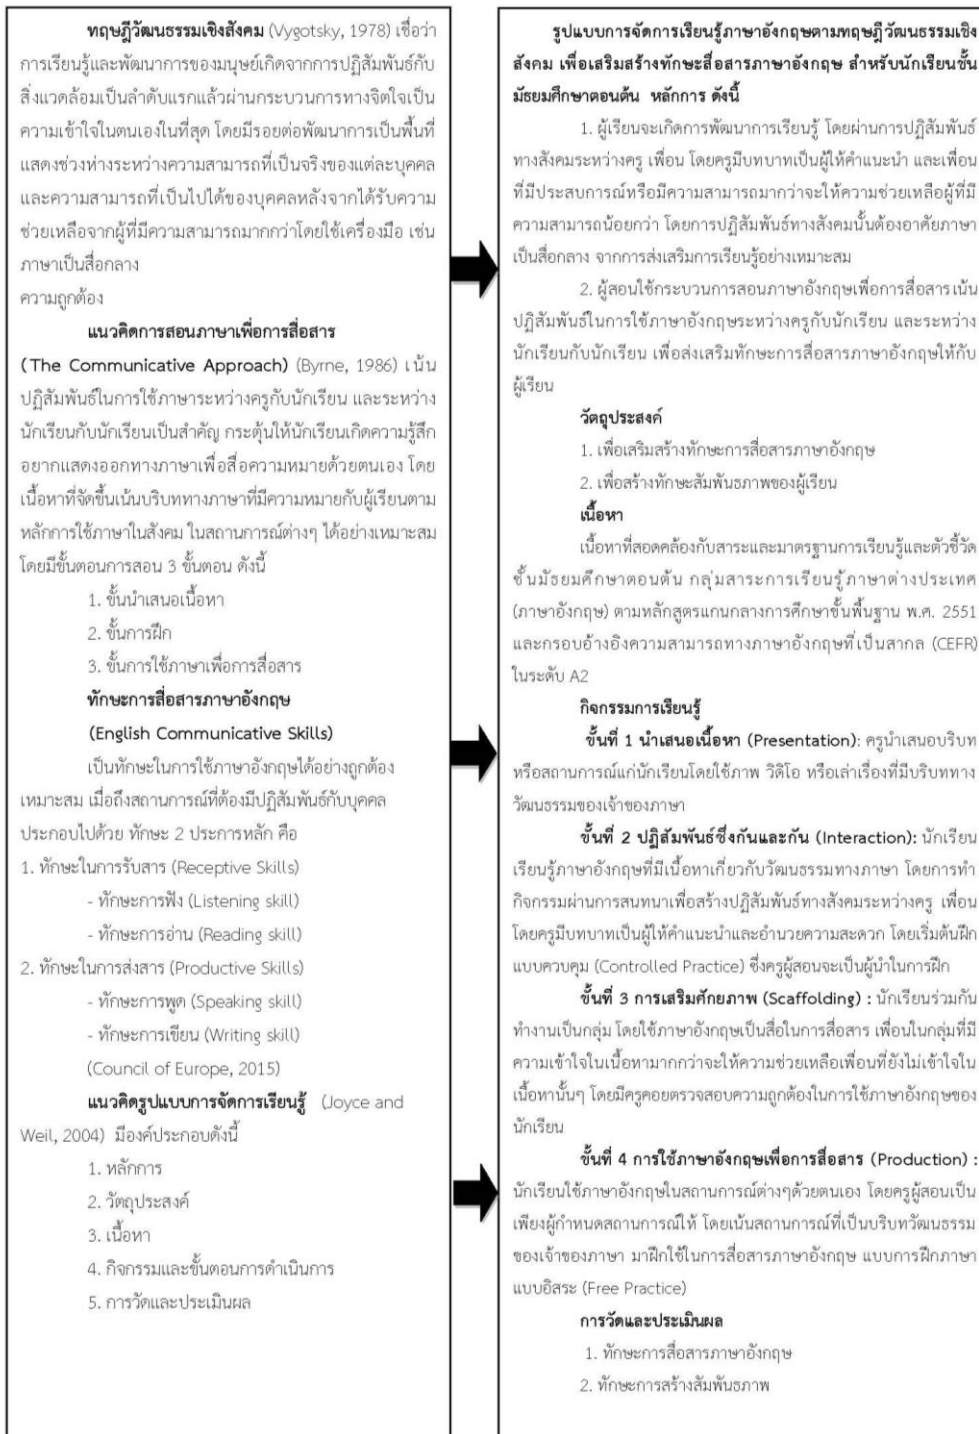 ทฤษฎีวัฒนธรรมเชิงสังคม (Vygotsky, 1978) เชื่อว่า
การเรียนรู้และพัฒนาการของมนุษย์เกิดจากการปฏิสัมพันธ์กับ
สิ่งแวดล้อมเป็นลำดับแรกแล้วผ่านกระบวนการทางจิตใจเป็น
ความเข้าใจในตนเองในที่สุด โดยมีรอยต่อพัฒนาการเป็นพื้นที่
แสดงช่วงห่างระหว่างความสามารถที่เป็นจริงของแต่ละบุคคล
และความสามารถที่เป็นไปได้ของบุคคลหลังจากได้รับความ
ช่วยเหลือจากผู้ที่มีความสามารถมากกว่าโดยใช้เครื่องมือ เช่น
ภาษาเป็นสื่อกลาง
ความถูกต้อง
แนวคิดการสอนภาษาเพื่อการสื่อสาร
(The Communicative Approach) (Byrne, 1986) เน้น
ปฏิสัมพันธ์ในการใช้ภาษาระหว่างครูกับนักเรียน และระหว่าง
นักเรียนกับนักเรียนเป็นสำคัญ กระตุ้นให้นักเรียนเกิดความรู้สึก
อยากแสดงออกทางภาษาเพื่อสื่อความหมายด้วยตนเอง โดย
เนื้อหาที่จัดขึ้นเน้นบริบททางภาษาที่มีความหมายกับผู้เรียนตาม
หลักการใช้ภาษาในสังคม ในสถานการณ์ต่างๆ ได้อย่างเหมาะสม
โดยมีขั้นตอนการสอน 3 ขั้นตอน ดังนี้
1. ขั้นนำเสนอเนื้อหา
2. ขั้นการฝึก
3. ขั้นการใช้ภาษาเพื่อการสื่อสาร
ทักษะการสื่อสารภาษาอังกฤษ
(English Communicative Skills)
เป็นทักษะในการใช้ภาษาอังกฤษได้อย่างถูกต้อง
เหมาะสม เมื่อถึงสถานการณ์ที่ต้องมีปฏิสัมพันธ์กับบุคคล
ประกอบไปด้วย ทักษะ 2 ประการหลัก คือ
1. ทักษะในการรับสาร (Receptive Skills)
- ทักษะการฟัง (Listening skill)
- ทักษะการอ่าน (Reading skill)
2. ทักษะในการส่งสาร (Productive Skills)
- ทักษะการพูด (Speaking skill)
- ทักษะการเขียน (Writing skill)
(Council of Europe, 2015)
แนวคิดรูปแบบการจัดการเรียนรู้ (Joyce and
Weil, 2004) มีองค์ประกอบดังนี้
1. หลักการ
2. วัตถุประสงค์
3. เนื้อหา
4. กิจกรรมและขั้นตอนการดำเนินการ
5. การวัดและประเมินผล
รูปแบบการจัดการเรียนรู้ภาษาอังกฤษตามทฤษฎีวัฒนธรรมเชิง
สังคม เพื่อเสริมสร้างทักษะสื่อสารภาษาอังกฤษ สำหรับนักเรียนชั้น
มัธยมศึกษาตอนต้น หลักการ ดังนี้
1. ผู้เรียนจะเกิดการพัฒนาการเรียนรู้ โดยผ่านการปฏิสัมพันธ์
ทางสังคมระหว่างครู เพื่อน โดยครูมีบทบาทเป็นผู้ให้คำแนะนำ และเพื่อน
ที่มีประสบการณ์หรือมีความสามารถมากว่าจะให้ความช่วยเหลือผู้ที่มี
ความสามารถน้อยกว่า โดยการปฏิสัมพันธ์ทางสังคมนั้นต้องอาศัยภาษา
เป็นสื่อกลาง จากการส่งเสริมการเรียนรู้อย่างเหมาะสม
2. ผู้สอนใช้กระบวนการสอนภาษาอังกฤษเพื่อการสื่อสารเน้น
ปฏิสัมพันธ์ในการใช้ภาษาอังกฤษระหว่างครูกับนักเรียน และระหว่าง
นักเรียนกับนักเรียน เพื่อส่งเสริมทักษะการสื่อสารภาษาอังกฤษให้กับ
ผู้เรียน
วัตถุประสงค์
1. เพื่อเสริมสร้างทักษะการสื่อสารภาษาอังกฤษ
2. เพื่อสร้างทักษะสัมพันธภาพของผู้เรียน
เนื้อหา
เนื้อหาที่สอดคล้องกับสาระและมาตรฐานการเรียนรู้และตัวชี้วัด
ชั้นมัธยมศึกษาตอนต้น กลุ่มสาระการเรียนรู้ภาษาต่างประเทศ
(ภาษาอังกฤษ) ตามหลักสูตรแกนกลางการศึกษาขั้นพื้นฐาน พ.ศ. 2551
และกรอบอ้างอิงความสามารถทางภาษาอังกฤษที่เป็นสากล (CEFR)
ในระดับ A2
กิจกรรมการเรียนรู้
ขั้นที่ 1 นำเสนอเนื้อหา (Presentation): ครูนำเสนอบริบท
หรือสถานการณ์แก่นักเรียนโดยใช้ภาพ วิดิโอ หรือเล่าเรื่องที่มีบริบททาง
วัฒนธรรมของเจ้าของภาษา
ขั้นที่ 2 ปฏิสัมพันธ์ซึ่งกันและกัน (Interaction): นักเรียน
เรียนรู้ภาษาอังกฤษที่มีเนื้อหาเกี่ยวกับวัฒนธรรมทางภาษา โดยการทำ
กิจกรรมผ่านการสนทนาเพื่อสร้างปฏิสัมพันธ์ทางสังคมระหว่างครู เพื่อน
โดยครูมีบทบาทเป็นผู้ให้คำแนะนำและอำนวยความสะดวก โดยเริ่มต้นฝึก
แบบควบคุม (Controlled Practice) ซึ่งครูผู้สอนจะเป็นผู้นำในการฝึก
ขั้นที่ 3 การเสริมศักยภาพ (Scaffolding) : นักเรียนร่วมกัน
ทำงานเป็นกลุ่ม โดยใช้ภาษาอังกฤษเป็นสื่อในการสื่อสาร เพื่อนในกลุ่มที่มี
ความเข้าใจในเนื้อหามากกว่าจะให้ความช่วยเหลือเพื่อนที่ยังไม่เข้าใจใน
เนื้อหานั้นๆ โดยมีครูคอยตรวจสอบความถูกต้องในการใช้ภาษาอังกฤษของ
นักเรียน
ขั้นที่ 4 การใช้ภาษาอังกฤษเพื่อการสื่อสาร (Production) :
นักเรียนใช้ภาษาอังกฤษในสถานการณ์ต่างๆด้วยตนเอง โดยครูผู้สอนเป็น
เพียงผู้กำหนดสถานการณ์ให้ โดยเน้นสถานการณ์ที่เป็นบริบทวัฒนธรรม
ของเจ้าของภาษา มาฝึกใช้ในการสื่อสารภาษาอังกฤษ แบบการฝึกภาษา
แบบอิสระ (Free Practice)
การวัดและประเมินผล
1. ทักษะการสื่อสารภาษาอังกฤษ
2. ทักษะการสร้างสัมพันธภาพ